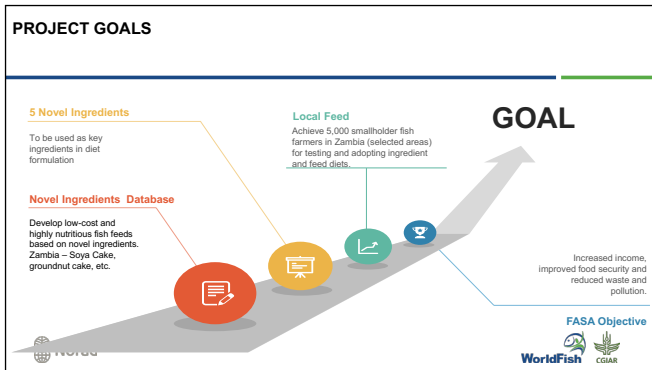 PROJECT GOALS
5 Novel Ingredients
To be used as key
ingredients in diet
formulation
Novel Ingredients Database
Develop low-cost and
highly nutritious fish feeds
based on novel ingredients.
Zambia – Soya Cake,
groundnut cake, etc.
Local Feed
Achieve 5,000 smallholder fish
farmers in Zambia (selected areas)
for testing and adopting ingredient
and feed diets.
GOAL
Increased income,
improved food security and
reduced waste and
pollution.
FASA Objective
Norad
WorldFish
CGIAR